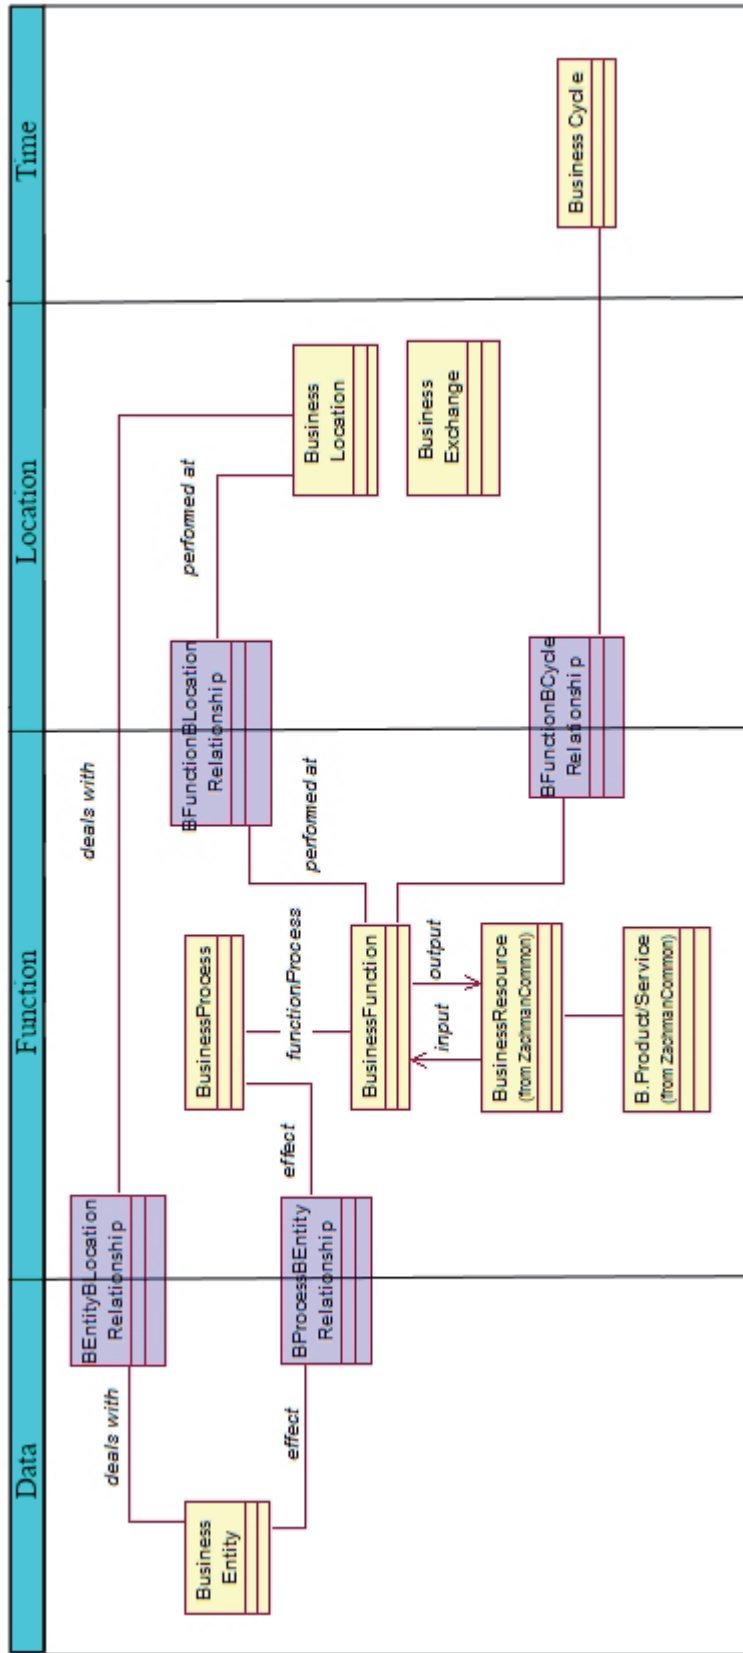 Data
Function
Location
Time
deals with
deals with
BEntityBLocation
Relationship
Business
Entity
effect
effect
BProcessBEntity
Relationship
BusinessProcess
functionProcess
BusinessFunction
input
output
BusinessResource
(from ZachmanCommon)
B.Product/Service
(from ZachmanCommon)
performed at
performed at
BFunctionBLocation
Relationship
Business
Location
Business
Exchange
BFunctionBCycle
Relationship
Business Cycle